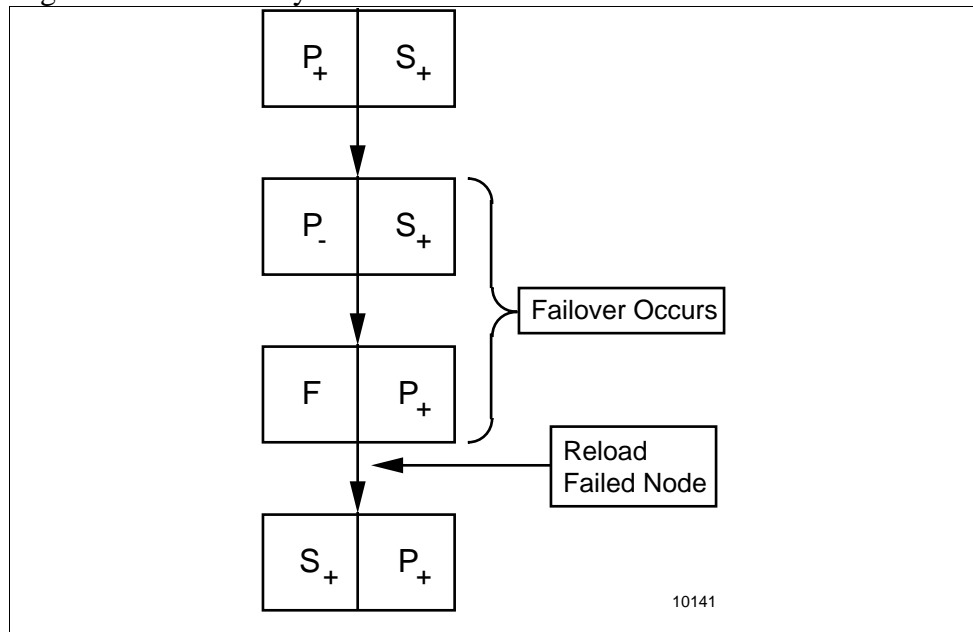 P+ S+
P- S+
Failover Occurs
F P+
Reload
Failed Node
S+ P+
10141